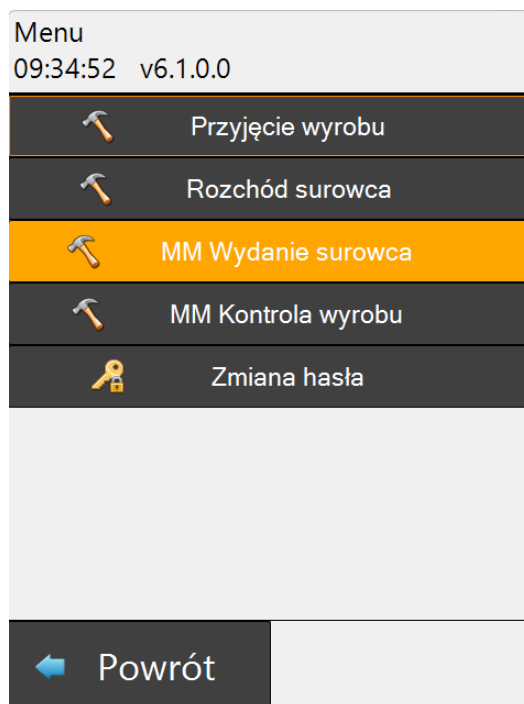 Menu
09:34:52 v6.1.0.0
Przyjęcie wyrobu
Rozchód surowca
MM Wydanie surowca
MM Kontrola wyrobu
Zmiana hasła
Powrót